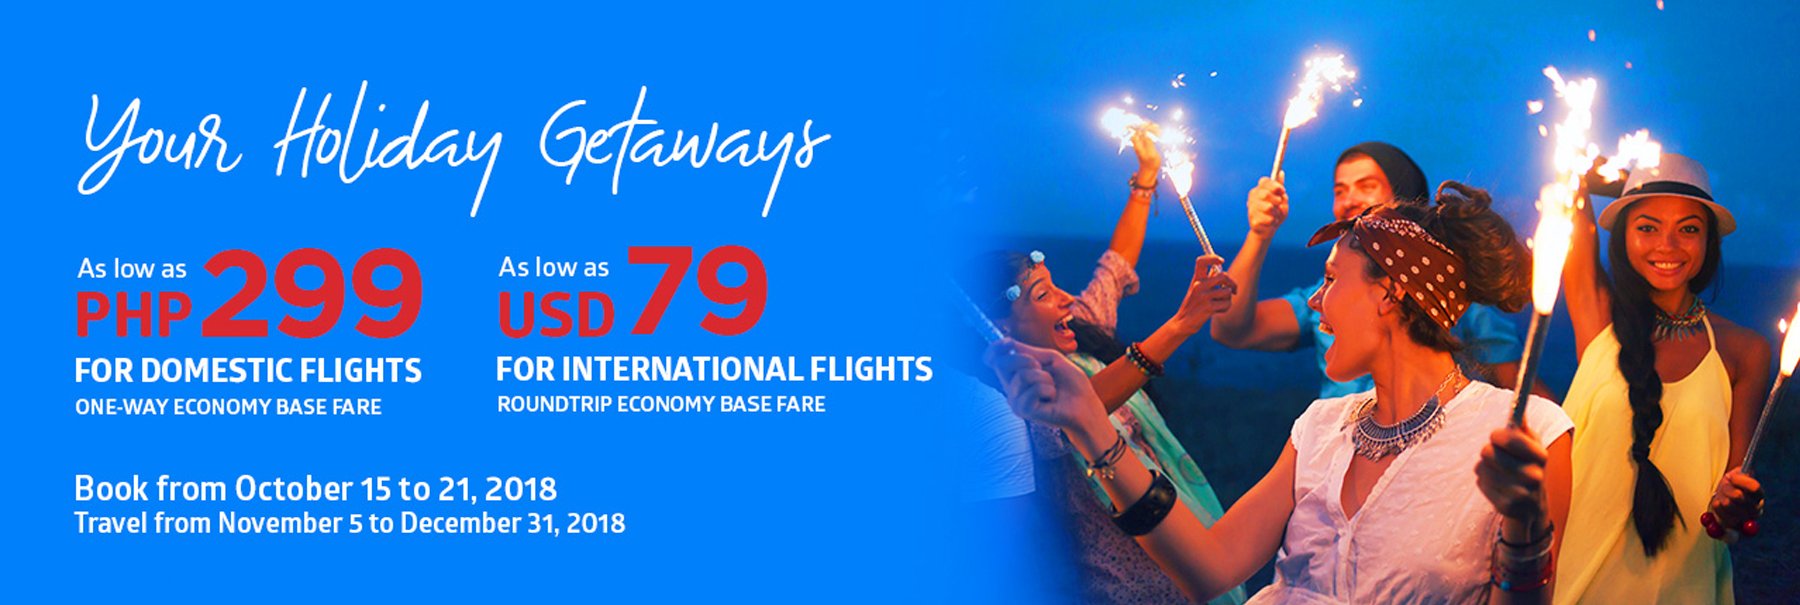 Your Holiday Getaways
As low as
PHP 299
FOR DOMESTIC FLIGHTS
ONE-WAY ECONOMY BASE FARE
As low as
USD 79
FOR INTERNATIONAL FLIGHTS
ROUNDTRIP ECONOMY BASE FARE
Book from October 15 to 21, 2018
Travel from November 5 to December 31, 2018